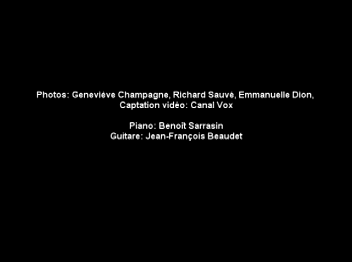 Photos: Geneviève Champagne, Richard Sauvé, Emmanuelle Dion,
Captation vidéo: Canal Vox
Piano: Benoît Sarrasin
Guitare: Jean-François Beaudet